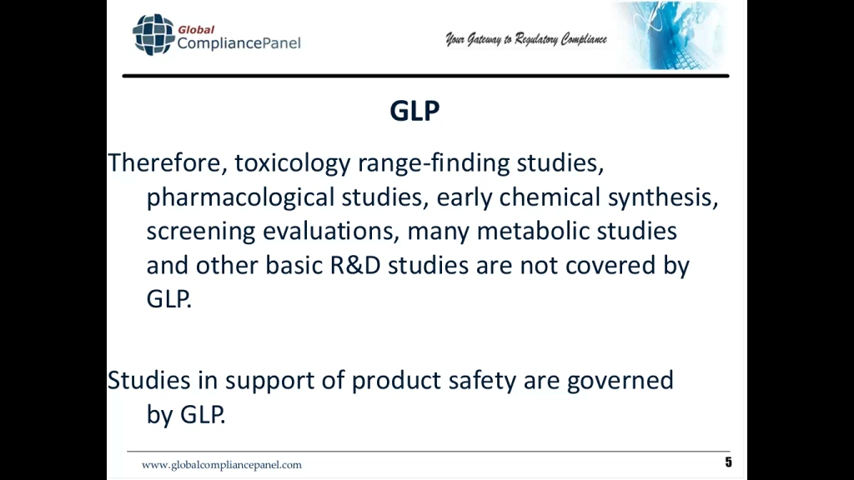 Global
CompliancePanel
Your Gateway to Regulatory Compliance
GLP
Therefore, toxicology range-finding studies,
pharmacological studies, early chemical synthesis,
screening evaluations, many metabolic studies
and other basic R&D studies are not covered by
GLP.
Studies in support of product safety are governed
by GLP.
www.globalcompliancepanel.com
5